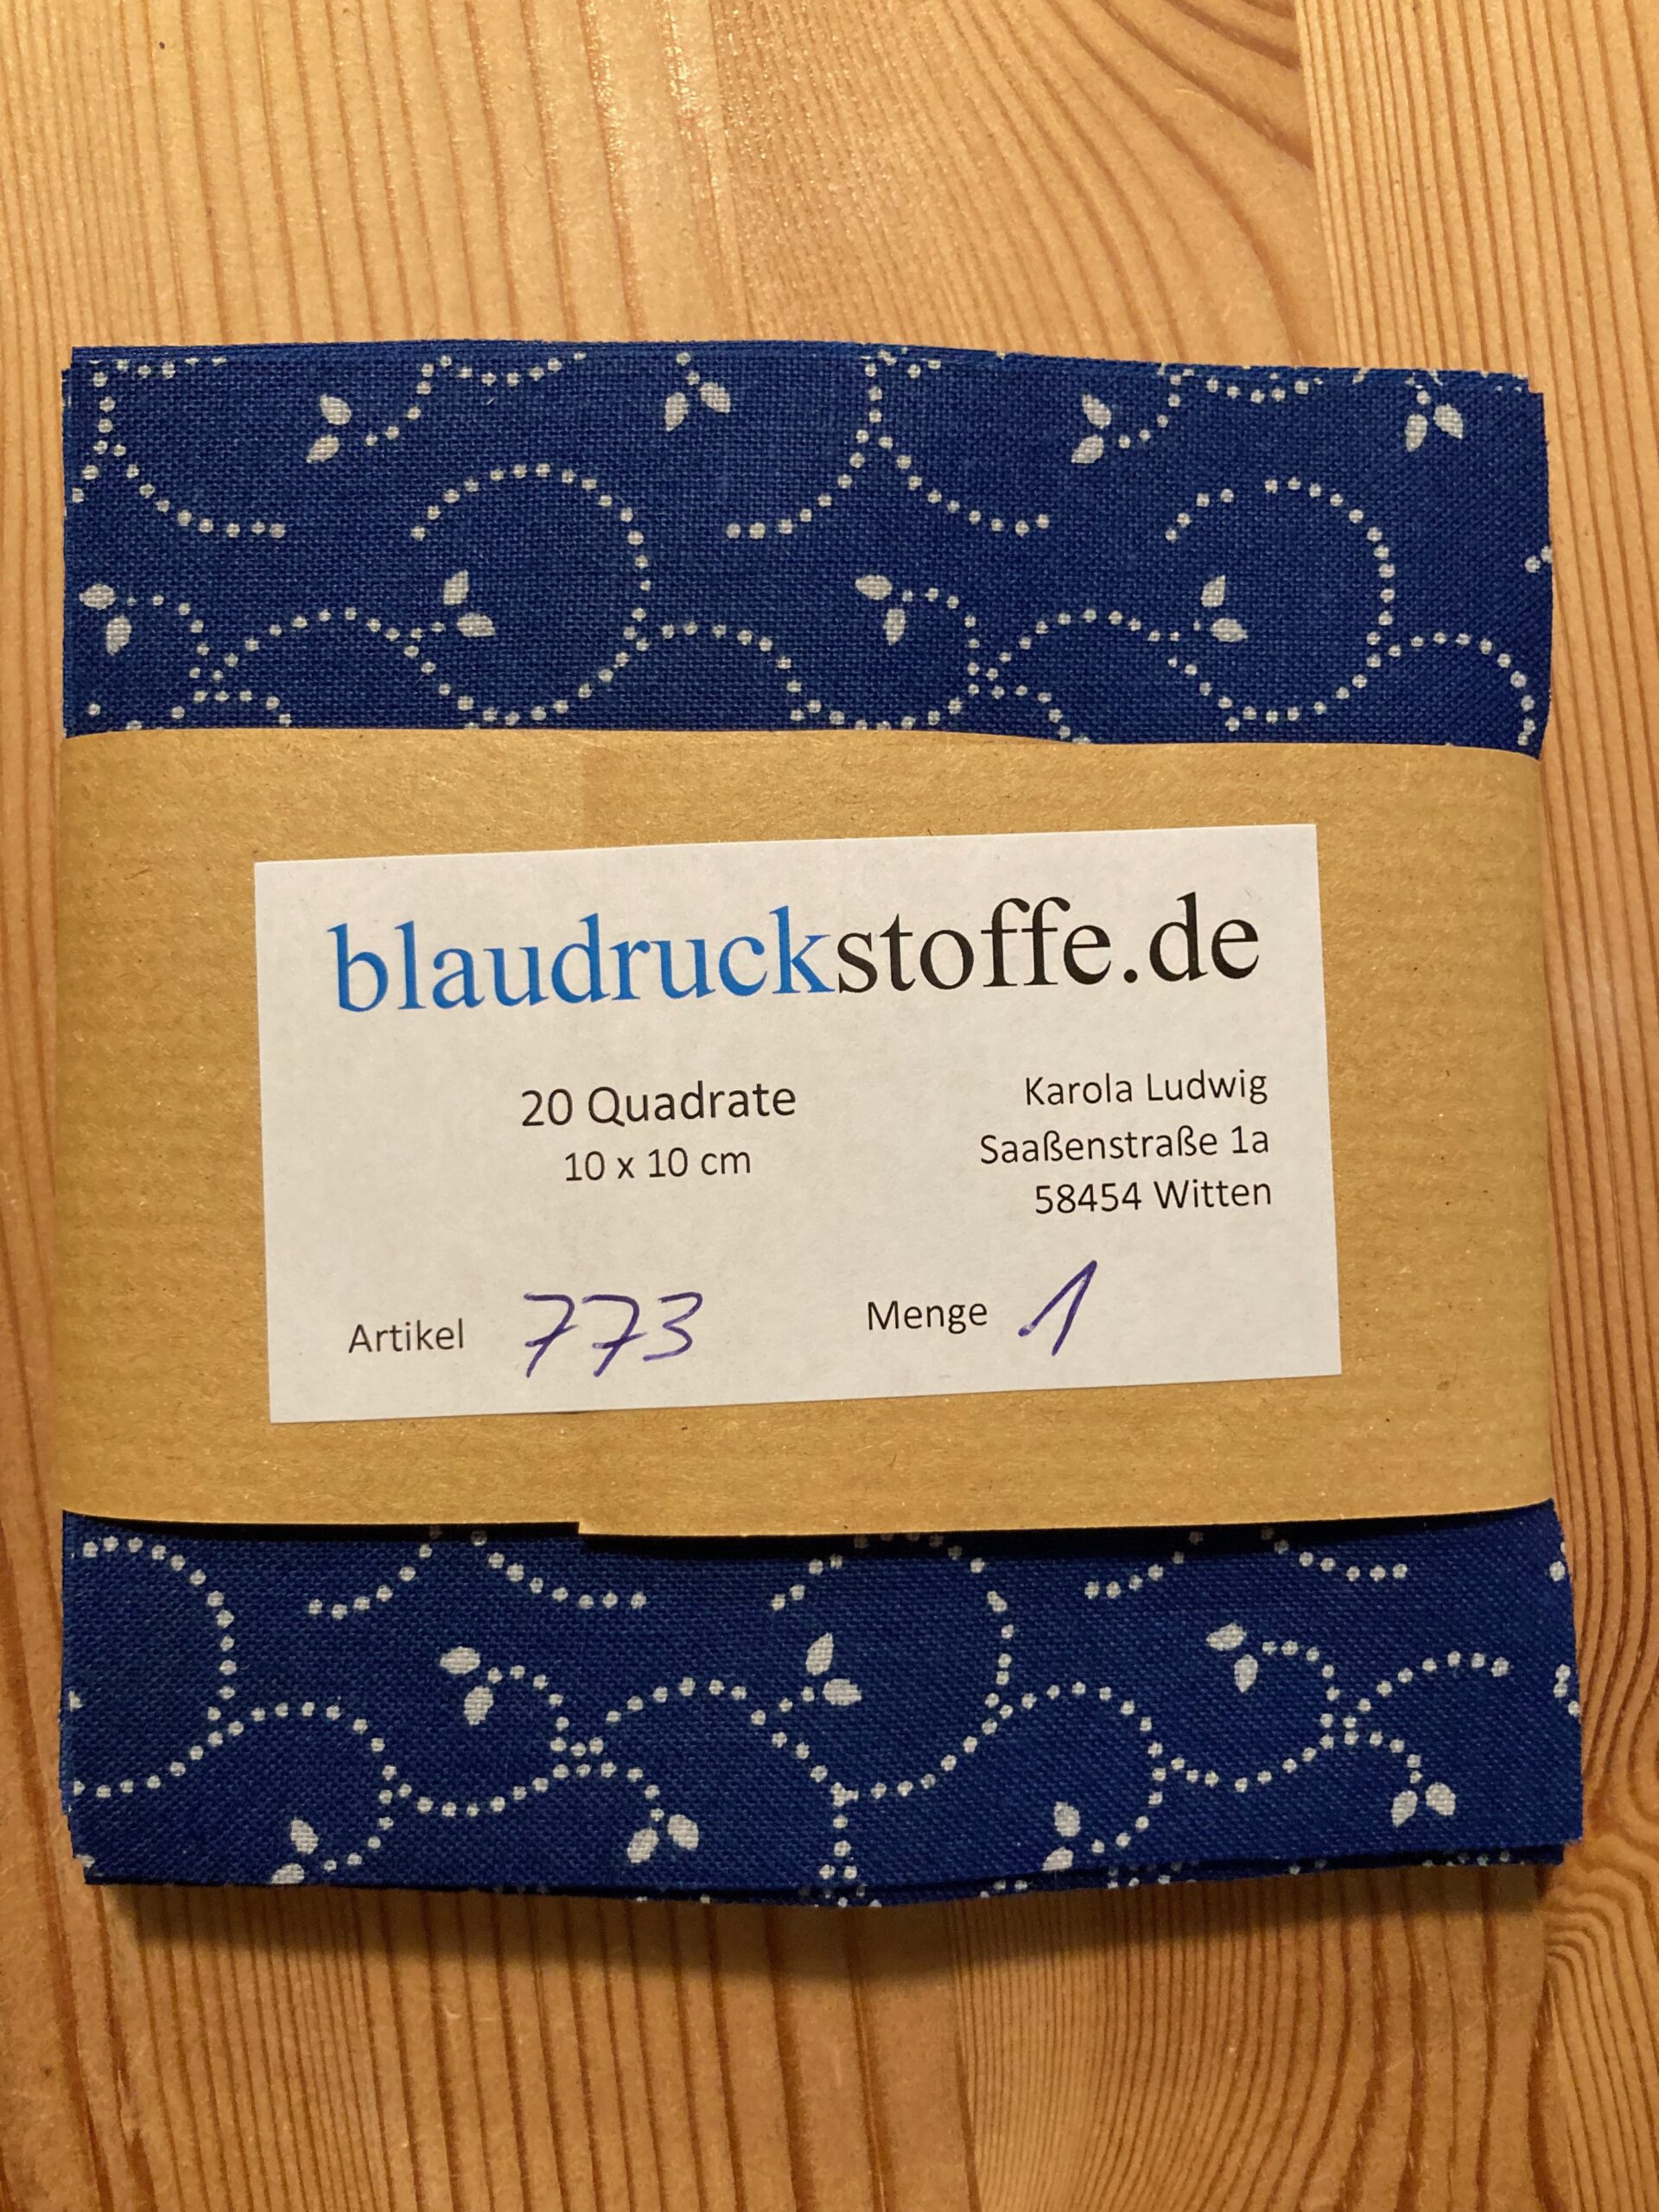 blaudruckstoffe.de
20 Quadrate
10 x 10 cm
Karola Ludwig
Saaßenstraße 1a
58454 Witten
Artikel 773
Menge 1